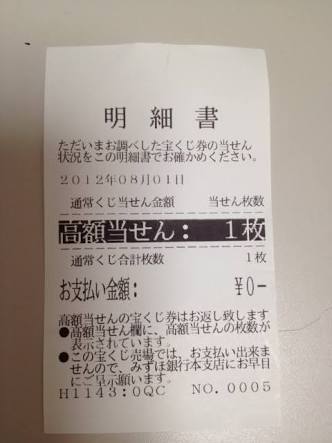 明細書
ただいまお調べした宝くじ券の当せん
状況をこの明細書でお確かめください。
2012年08月01日
通常くじ当せん金額 当せん枚数
高額当せん： 1枚
通常くじ合計枚数 1枚
お支払い金額： ¥0-
高額当せんの宝くじ券はお返し致します
●高額当せん欄に、高額当せんの枚数が
表示されています。
●この宝くじ売場では、お支払い出来ま
せんので、みずほ銀行本支店にお早目
にご呈示願います。
H1143:0QC NO.0005